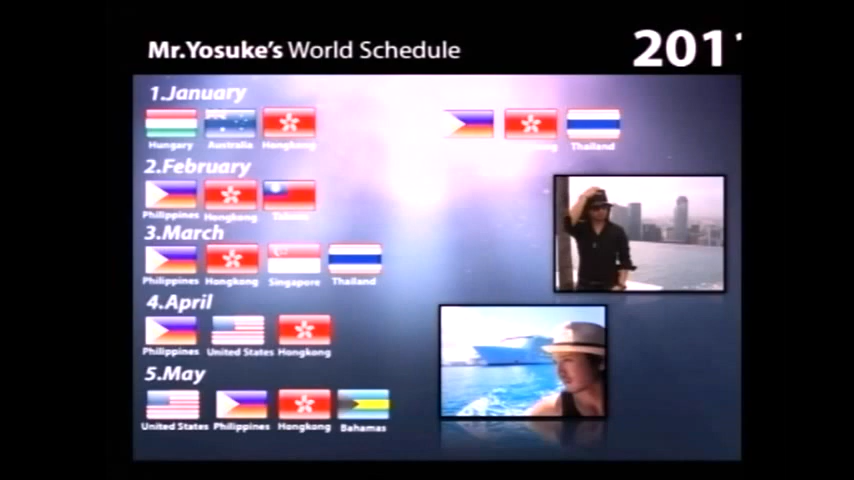 Mr.Yosuke's World Schedule
201
1.January
Hungary Australia Hongkong
Thailand
2.February
Philippines Hongkong Taiwan
3.March
Philippines Hongkong Singapore Thailand
4.April
Philippines United States Hongkong
5.May
United States Philippines Hongkong Bahamas